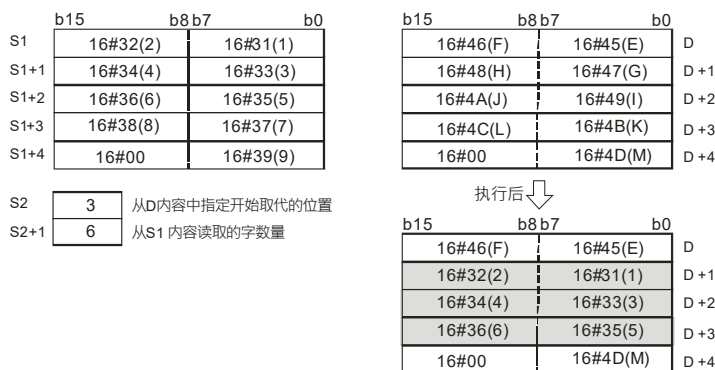 b15 b8 b7 b0
S1 16#32(2) 16#31(1)
S1+1 16#34(4) 16#33(3)
S1+2 16#36(6) 16#35(5)
S1+3 16#38(8) 16#37(7)
S1+4 16#00 16#39(9)
S2 3 从D内容中指定开始取代的位置
S2+1 6 从S1 内容读取的字数量
b15 b8 b7 b0
16#46(F) 16#45(E) D
16#48(H) 16#47(G) D +1
16#4A(J) 16#49(I) D +2
16#4C(L) 16#4B(K) D +3
16#00 16#4D(M) D +4
执行后
b15 b8 b7 b0
16#46(F) 16#45(E) D
16#32(2) 16#31(1) D +1
16#34(4) 16#33(3) D +2
16#36(6) 16#35(5) D +3
16#00 16#4D(M) D +4